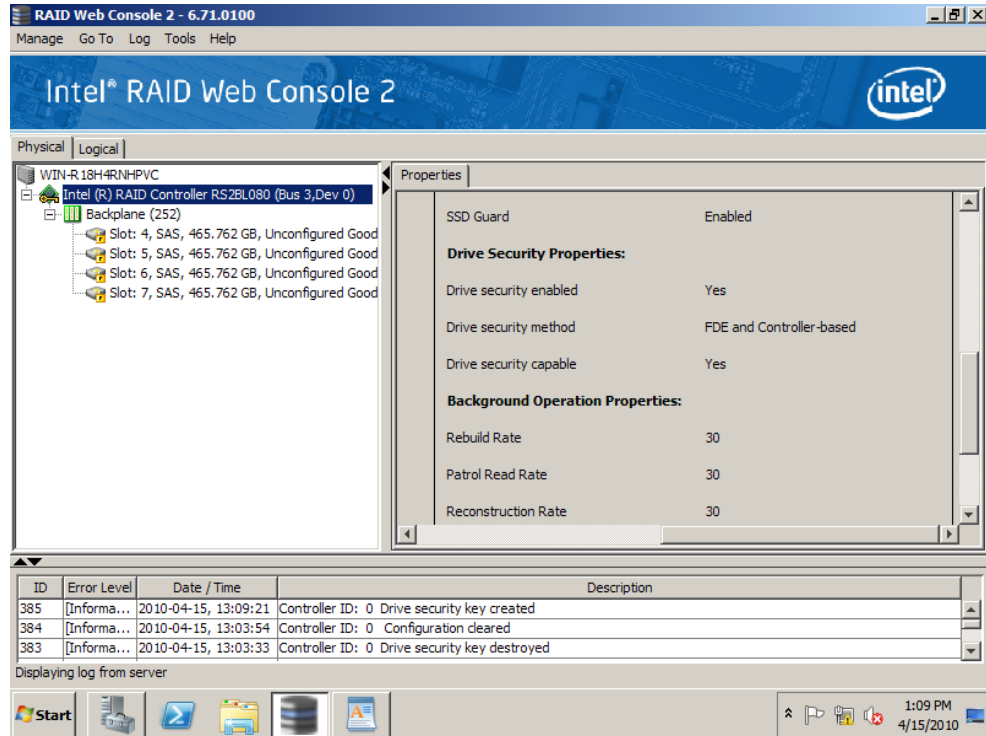 RAID Web Console 2 - 6.71.0100
Manage Go To Log Tools Help
Intel® RAID Web Console 2
intel
Physical Logical
WIN-R18H4RNHPVC
Intel (R) RAID Controller RS2BL080 (Bus 3,Dev 0)
Backplane (252)
Slot: 4, SAS, 465.762 GB, Unconfigured Good
Slot: 5, SAS, 465.762 GB, Unconfigured Good
Slot: 6, SAS, 465.762 GB, Unconfigured Good
Slot: 7, SAS, 465.762 GB, Unconfigured Good
Properties
SSD Guard Enabled
Drive Security Properties:
Drive security enabled Yes
Drive security method FDE and Controller-based
Drive security capable Yes
Background Operation Properties:
Rebuild Rate 30
Patrol Read Rate 30
Reconstruction Rate 30
ID Error Level Date / Time Description
385 [Informa... 2010-04-15, 13:09:21 Controller ID: 0 Drive security key created
384 [Informa... 2010-04-15, 13:03:54 Controller ID: 0 Configuration cleared
383 [Informa... 2010-04-15, 13:03:33 Controller ID: 0 Drive security key destroyed
Displaying log from server
Start
1:09 PM
4/15/2010